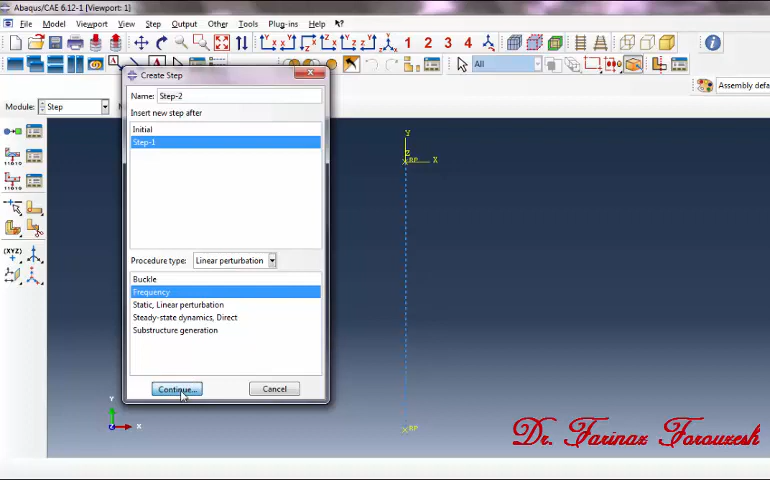 Abaqus/CAE 6.12-1 [Viewport: 1]
File Model Viewport View Step Output Other Tools Plug-ins Help
1 2 3 4
All
Assembly defa
Module: Step
Create Step
Name: Step-2
Insert new step after
Initial
Step-1
Procedure type: Linear perturbation
Buckle
Frequency
Static, Linear perturbation
Steady-state dynamics, Direct
Substructure generation
Continue... Cancel
Y
Z
RP X
RP
Y
X
(XYZ)
Dr. Farinaz Forouzesh